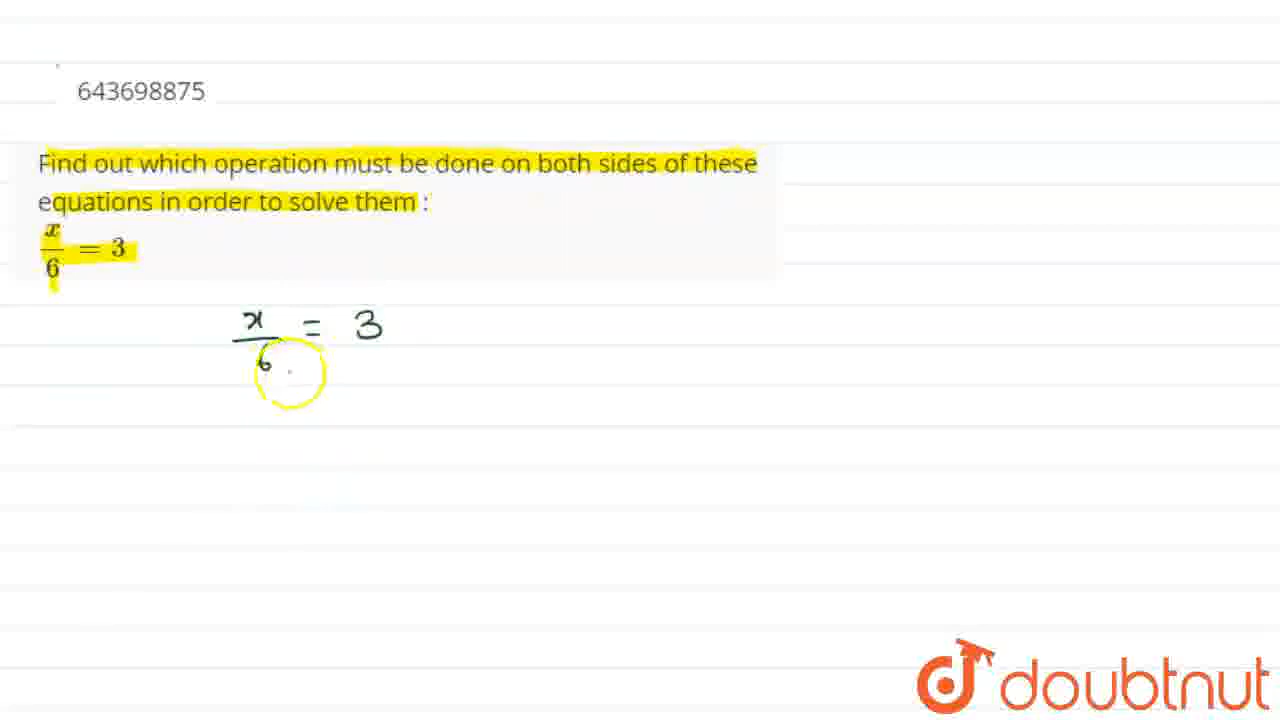 643698875
Find out which operation must be done on both sides of these
equations in order to solve them :
x/6 = 3
x/6 = 3
doubtnut